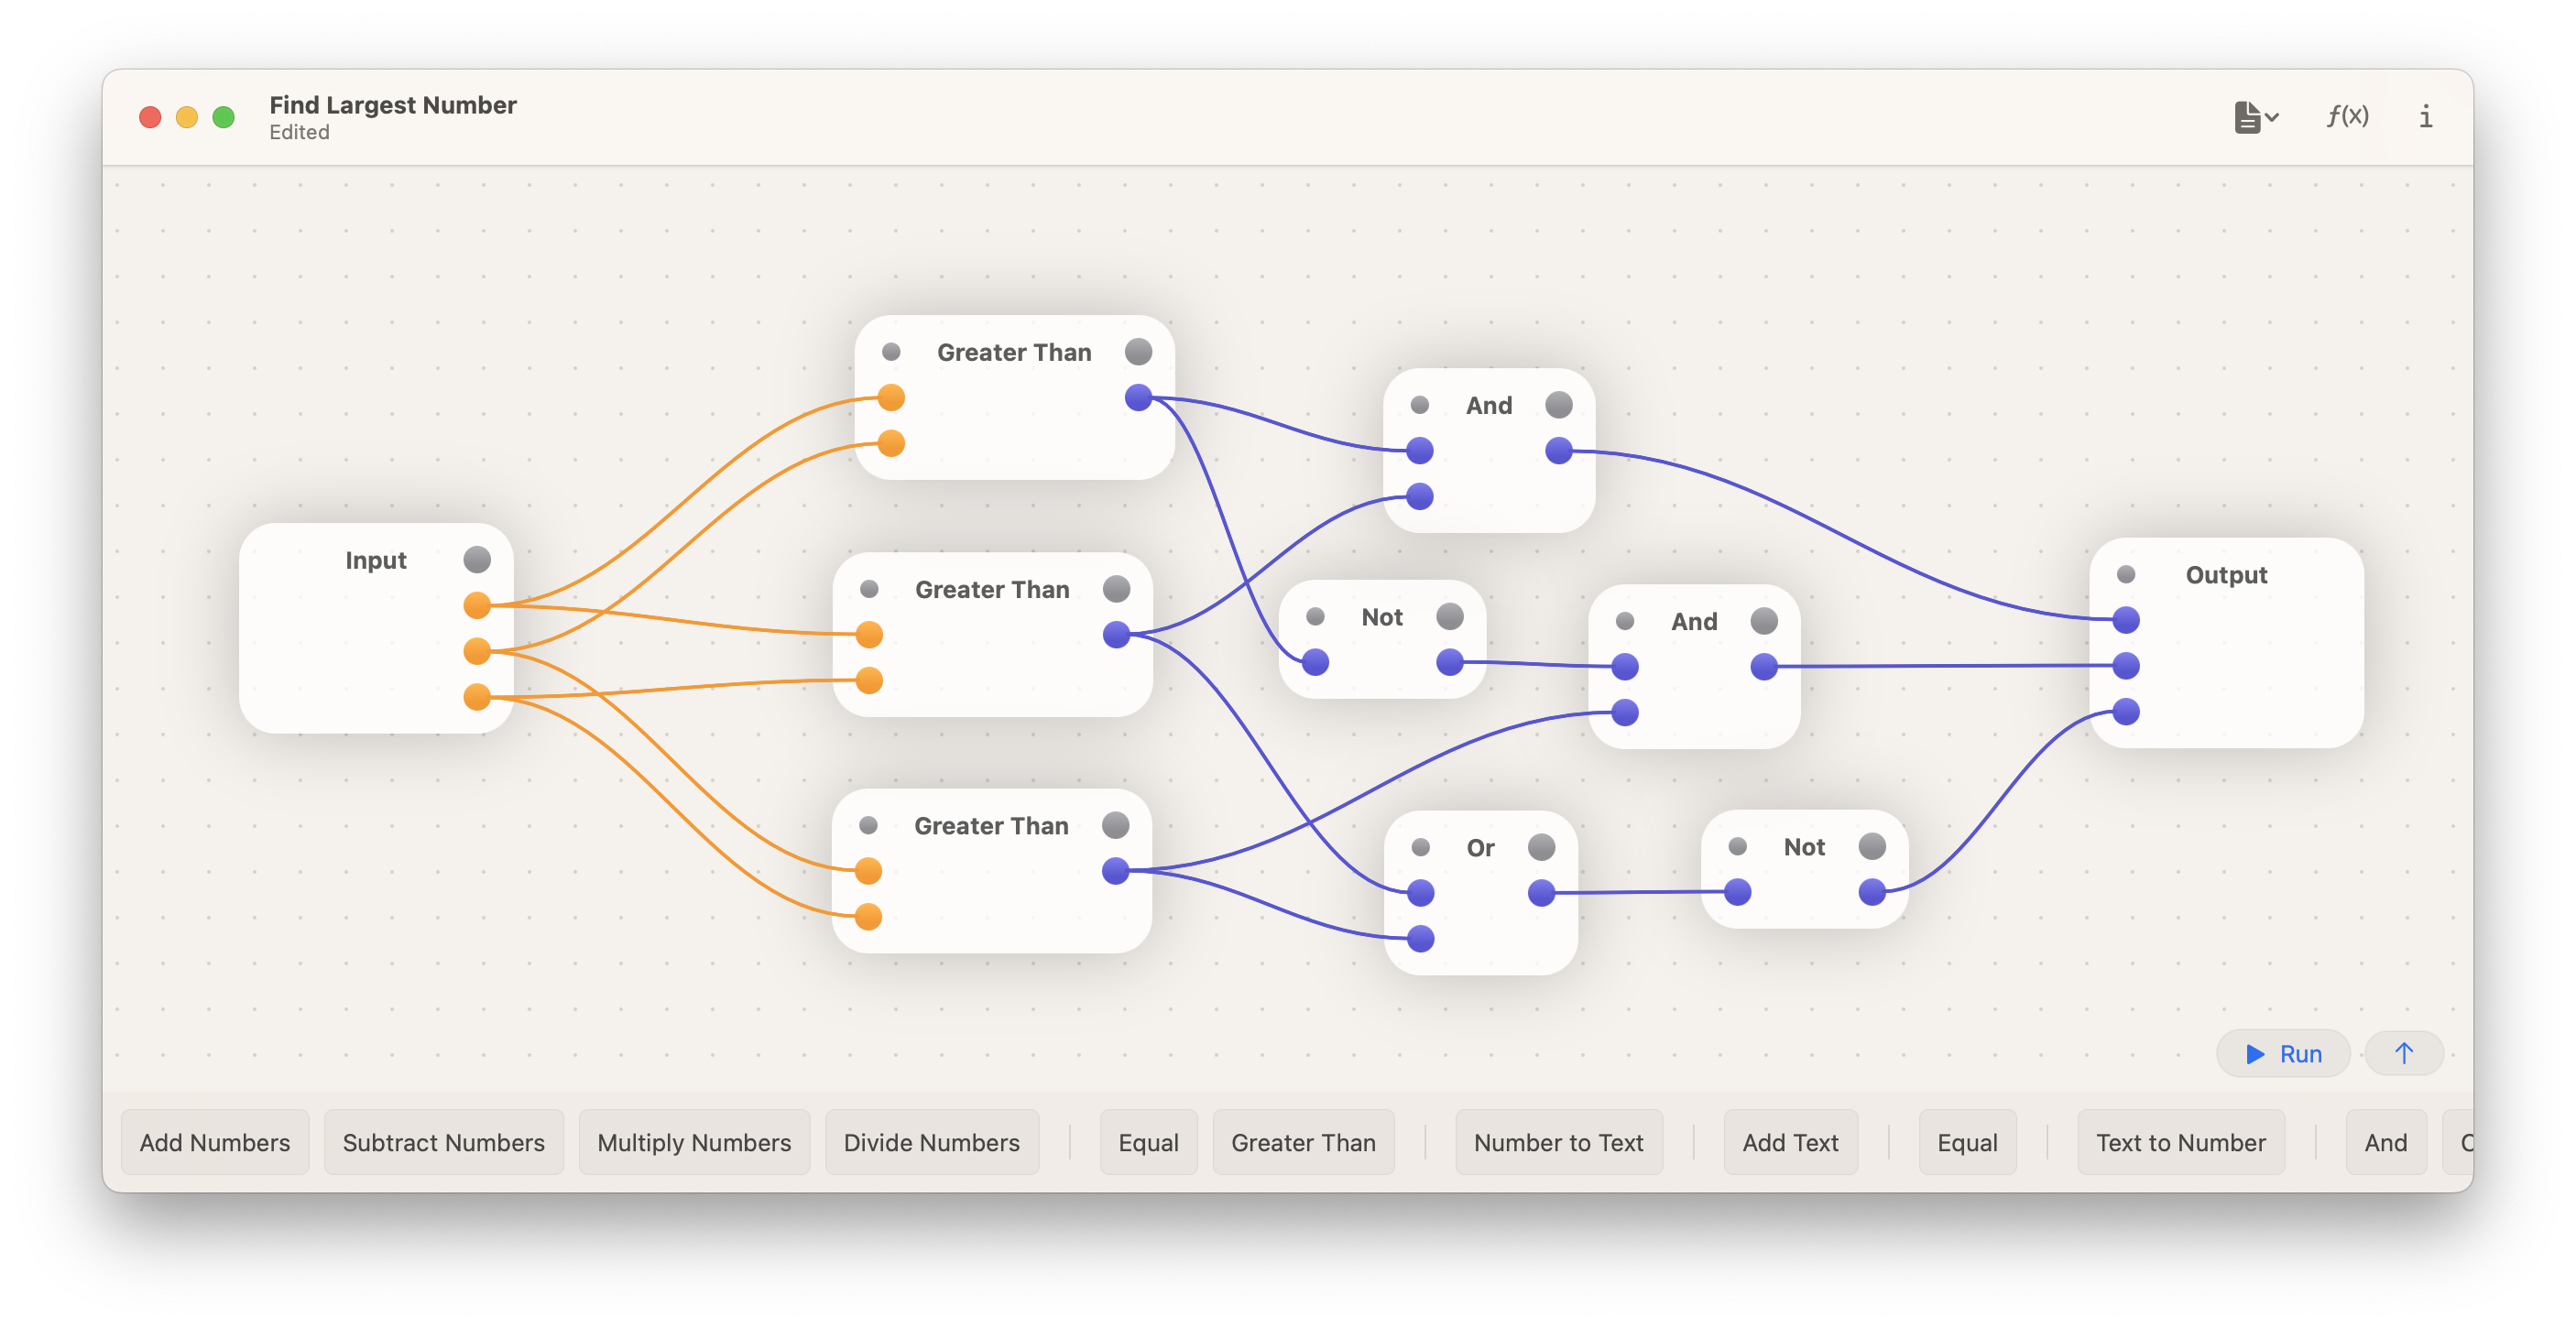 Find Largest Number
Edited
f(x)
i
Greater Than
And
Input
Greater Than
Not
And
Output
Greater Than
Or
Not
Run
Add Numbers
Subtract Numbers
Multiply Numbers
Divide Numbers
Equal
Greater Than
Number to Text
Add Text
Equal
Text to Number
And